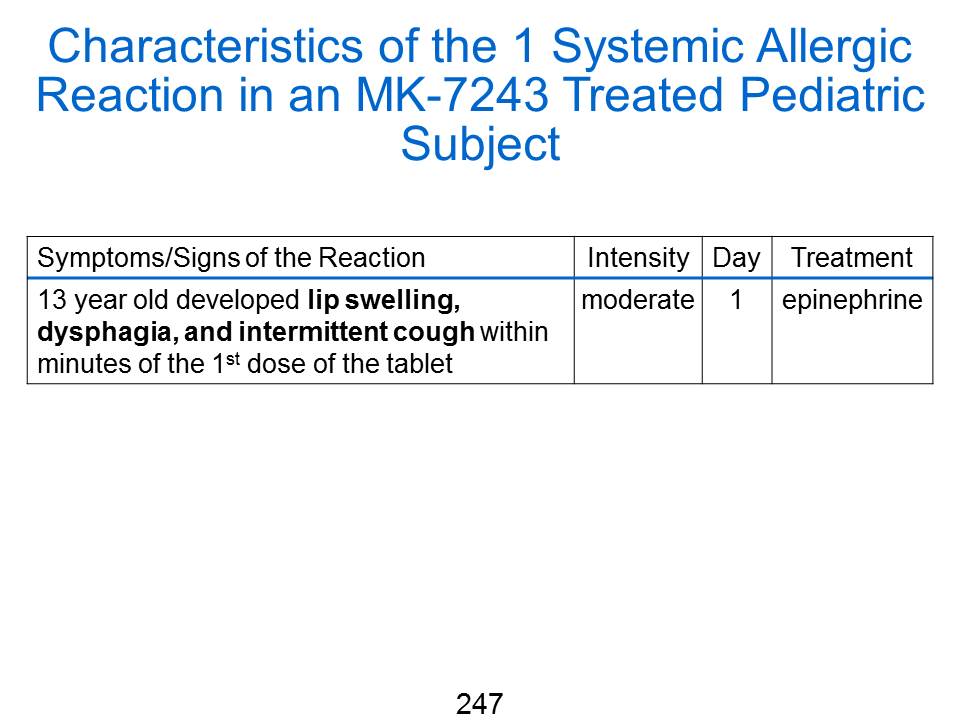 Characteristics of the 1 Systemic Allergic
Reaction in an MK-7243 Treated Pediatric
Subject
Symptoms/Signs of the Reaction Intensity Day Treatment
13 year old developed lip swelling, moderate 1 epinephrine
dysphagia, and intermittent cough within
minutes of the 1st dose of the tablet
247